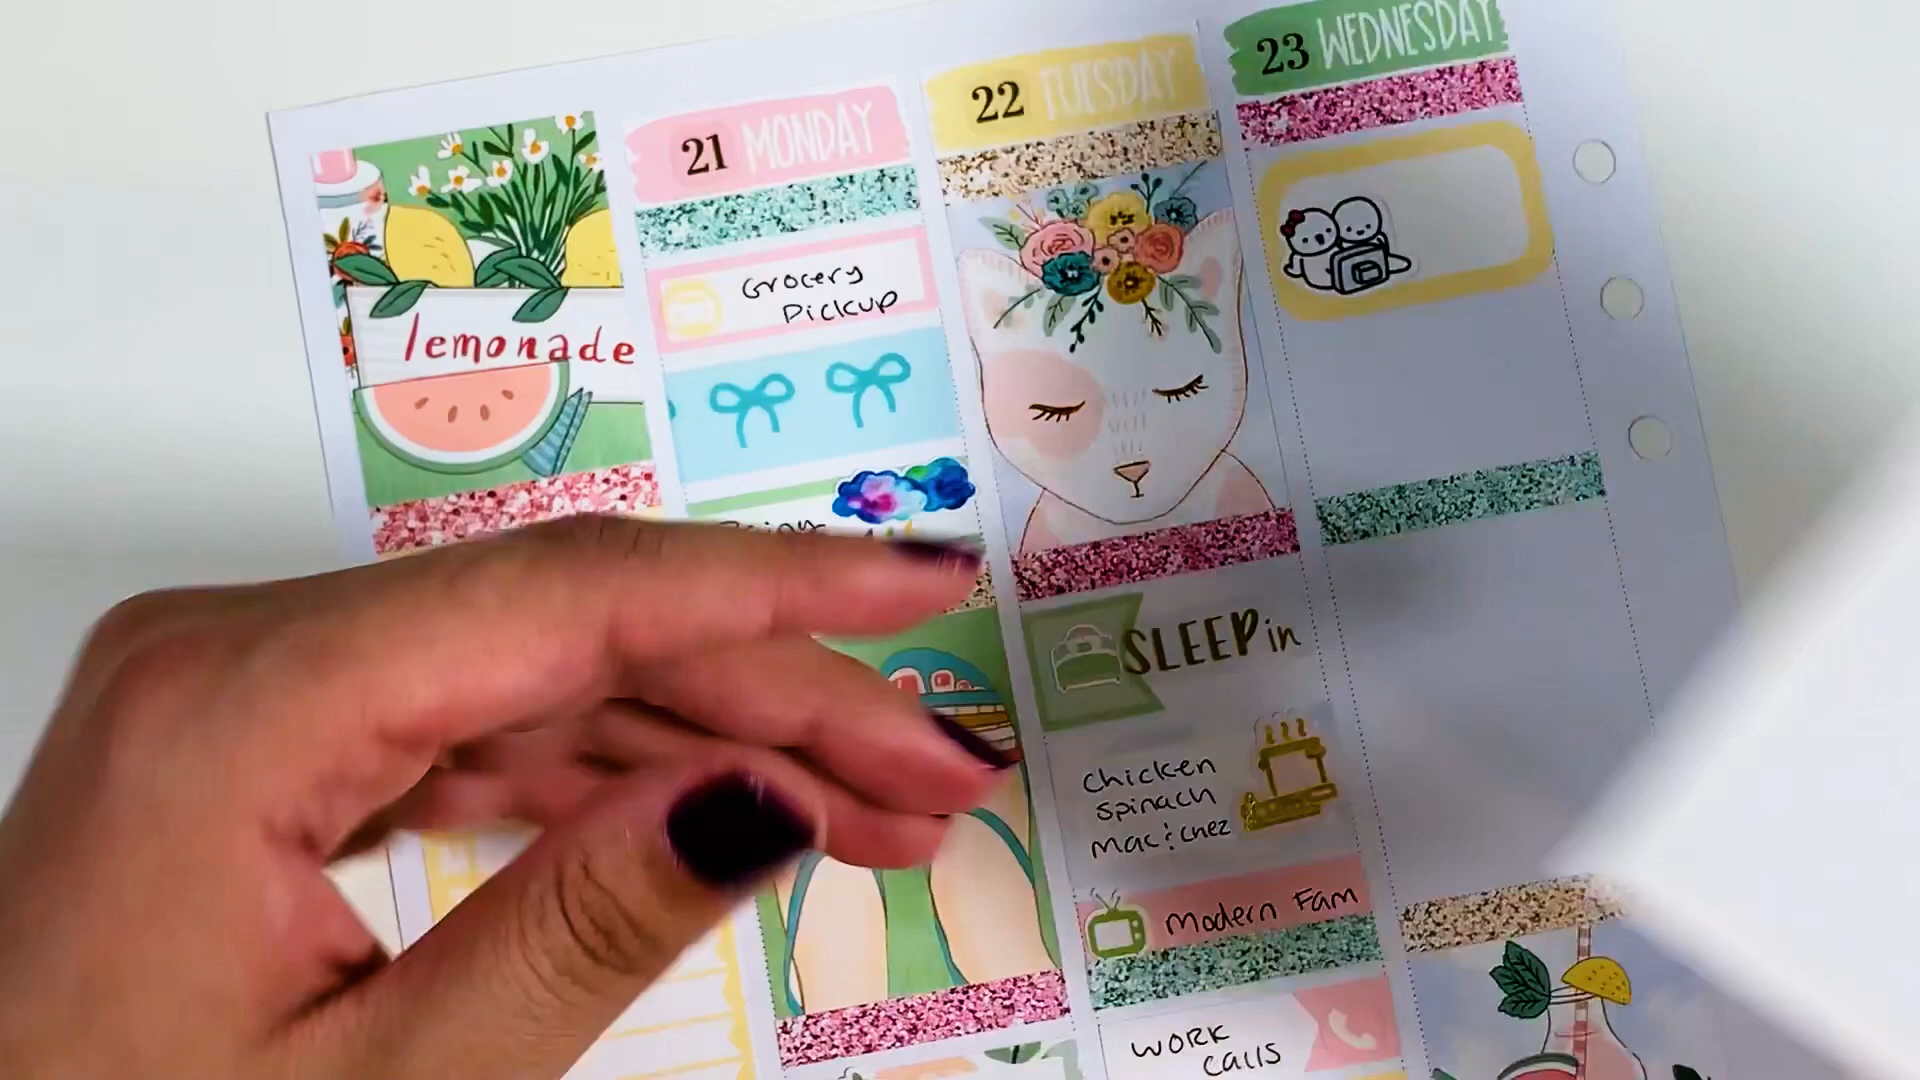 lemonade
21 MONDAY
Grocery
Pickup
22 TUESDAY
SLEEP in
Chicken
Spinach
mac & chez
Modern Fam
WORK
calls
23 WEDNESDAY